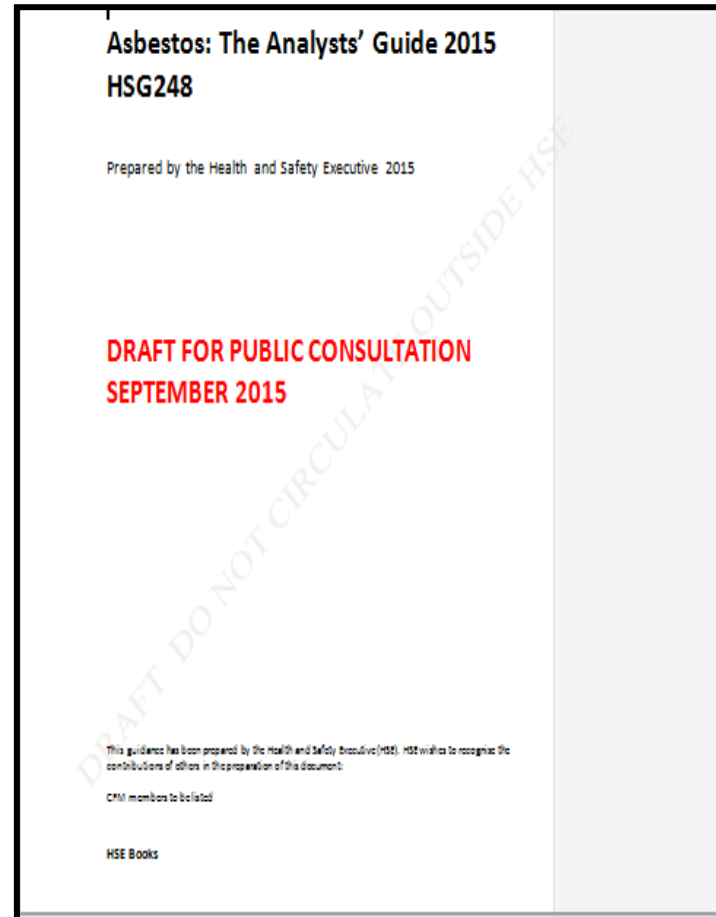 Asbestos: The Analysts' Guide 2015
HSG248
Prepared by the Health and Safety Executive 2015
DRAFT FOR PUBLIC CONSULTATION
SEPTEMBER 2015
DRAFT DO NOT CIRCULATE OUTSIDE HSE
This guidance has been prepared by the Health and Safety Executive (HSE). HSE wishes to recognise the
contributions of others in the preparation of this document:
CFM members to be listed
HSE Books